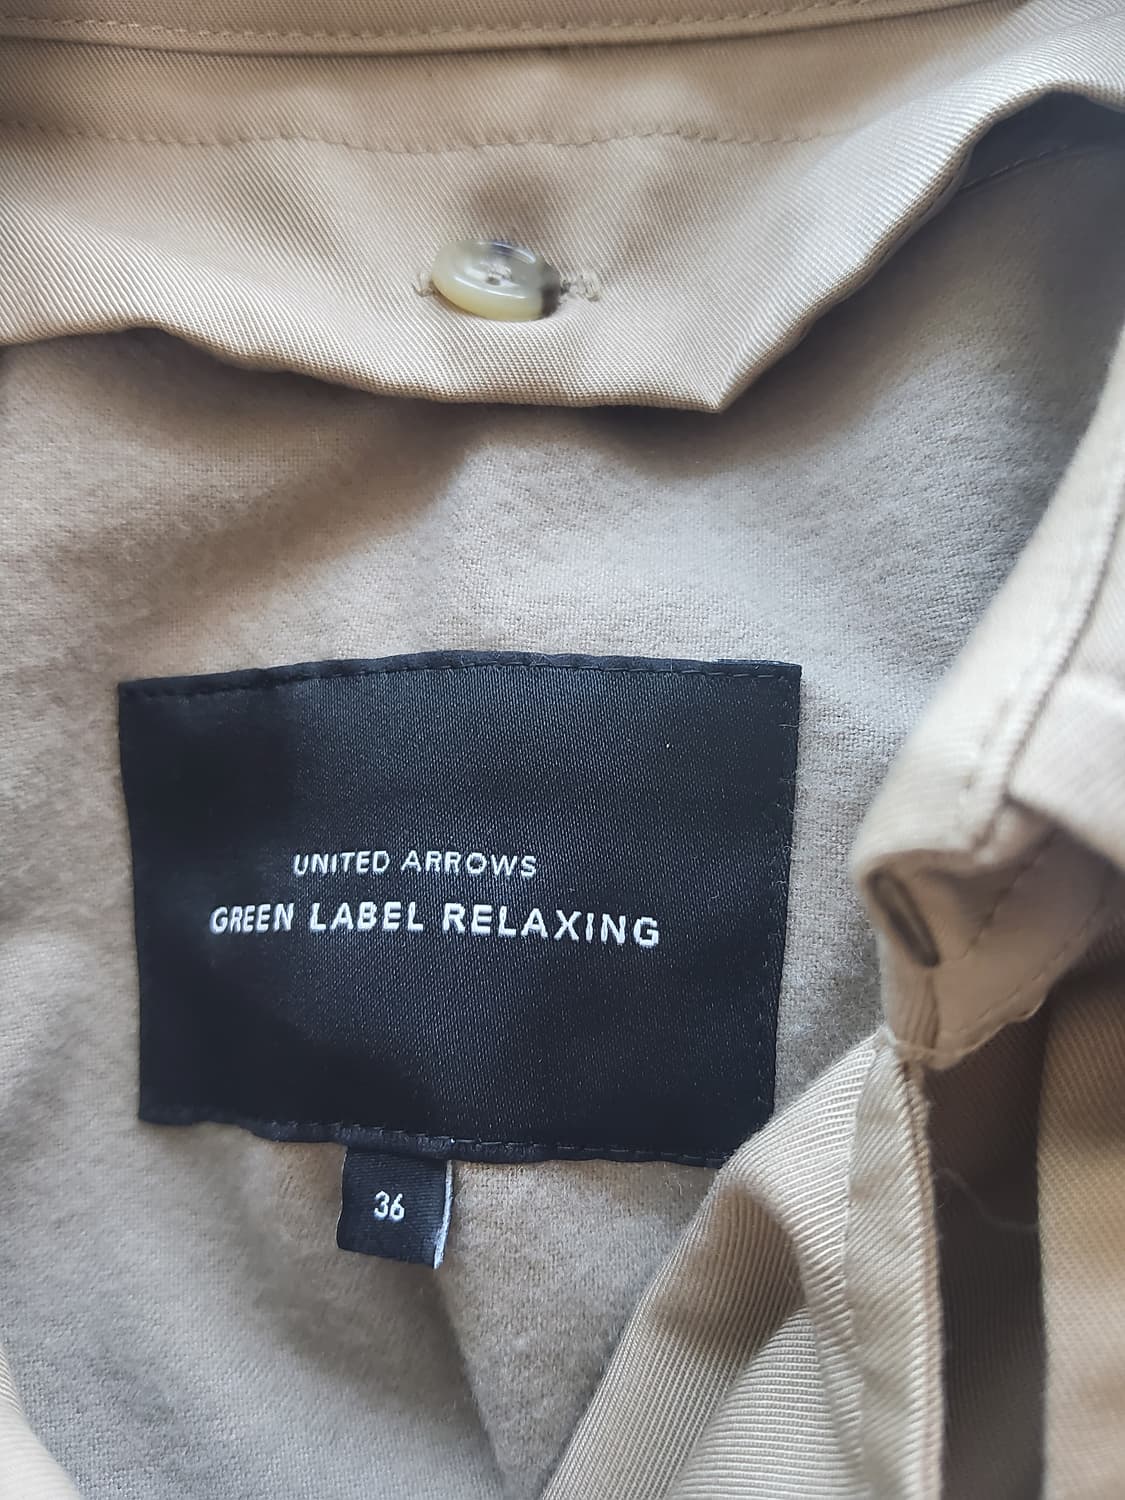 UNITED ARROWS
GREEN LABEL RELAXING
36